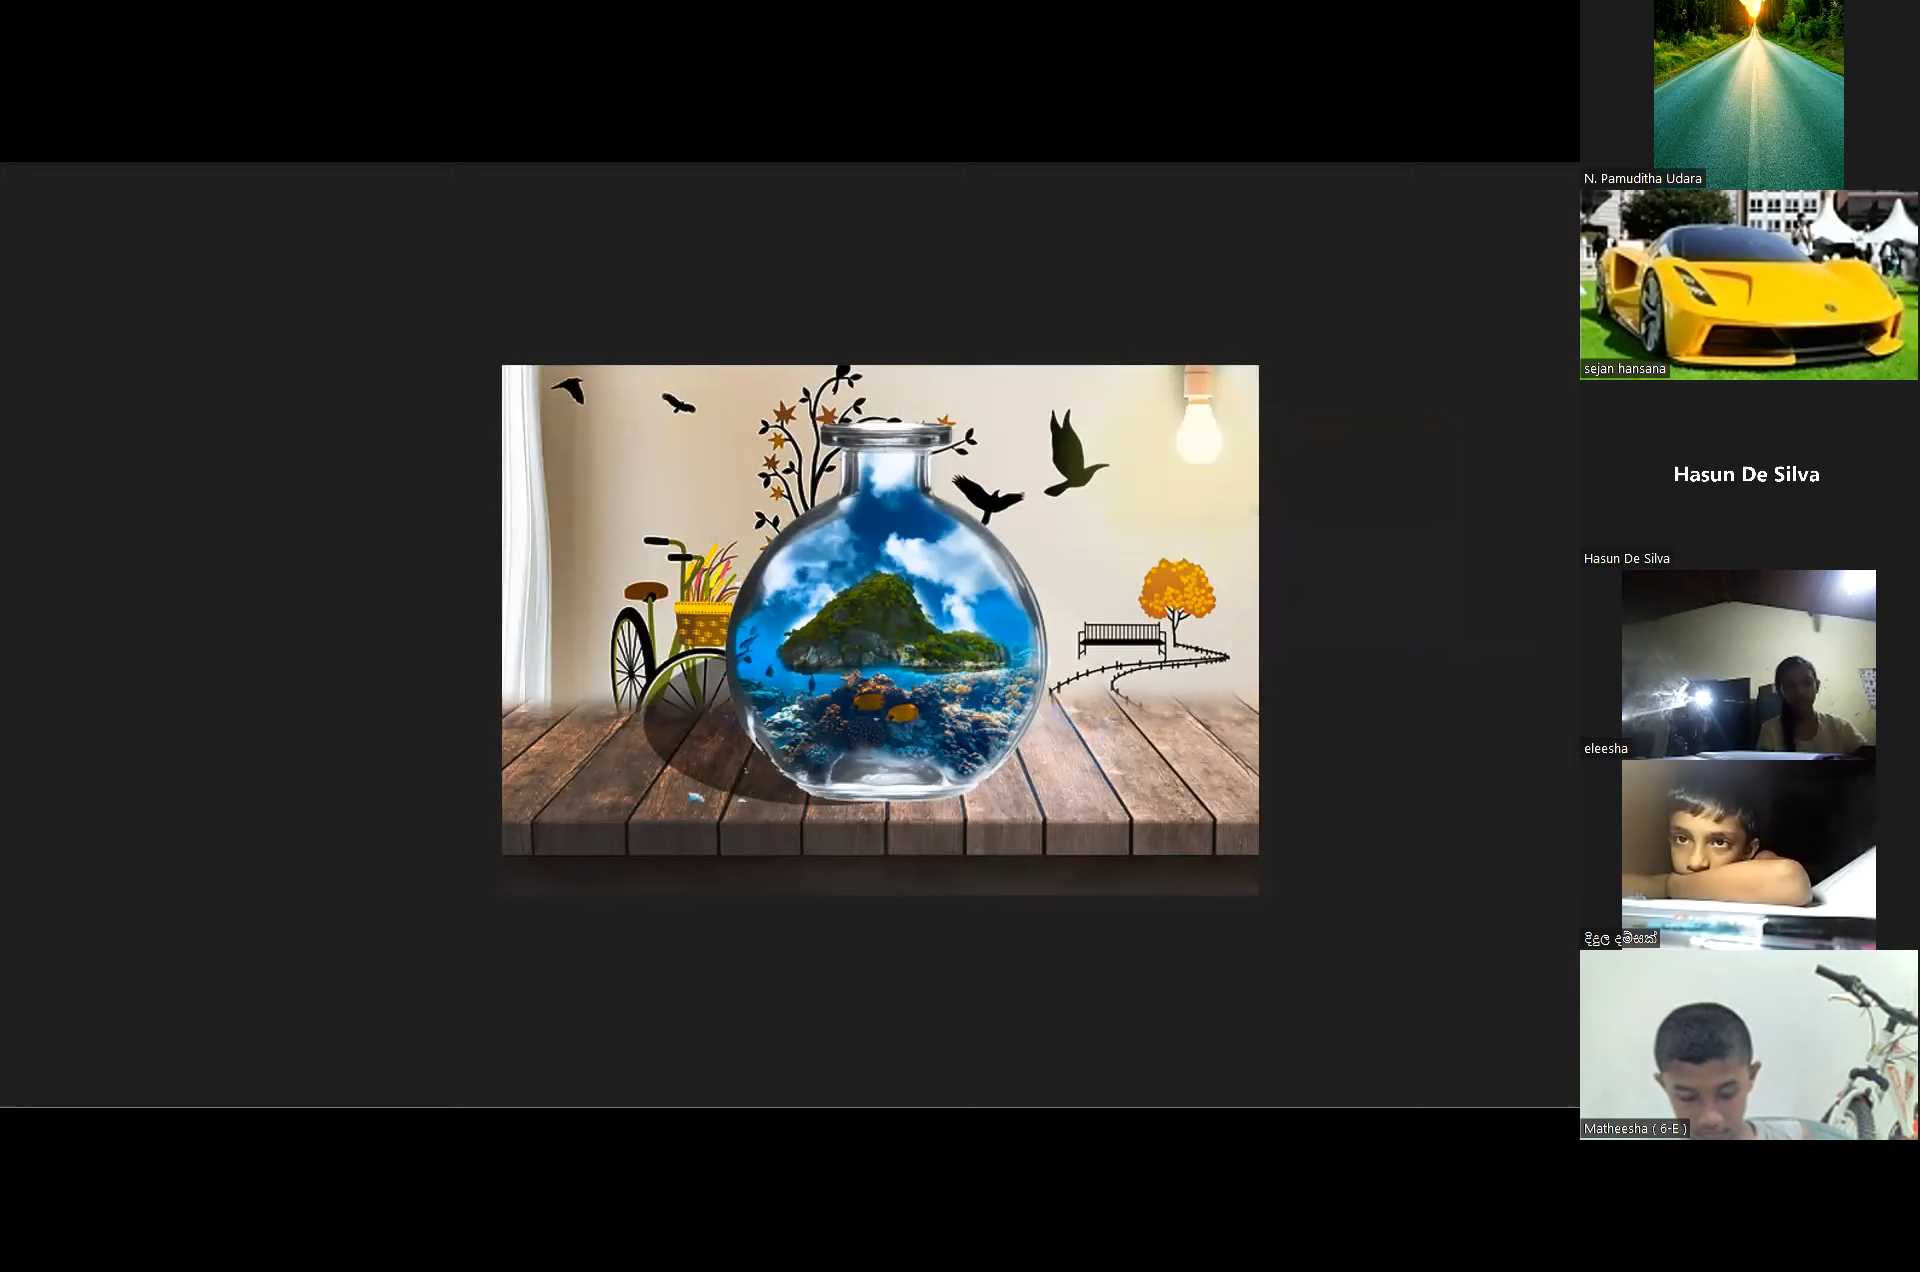 N. Pamuditha Udara
sejan hansana
Hasun De Silva
Hasun De Silva
eleesha
දිදුල දම්සක්
Matheesha ( 6-E )